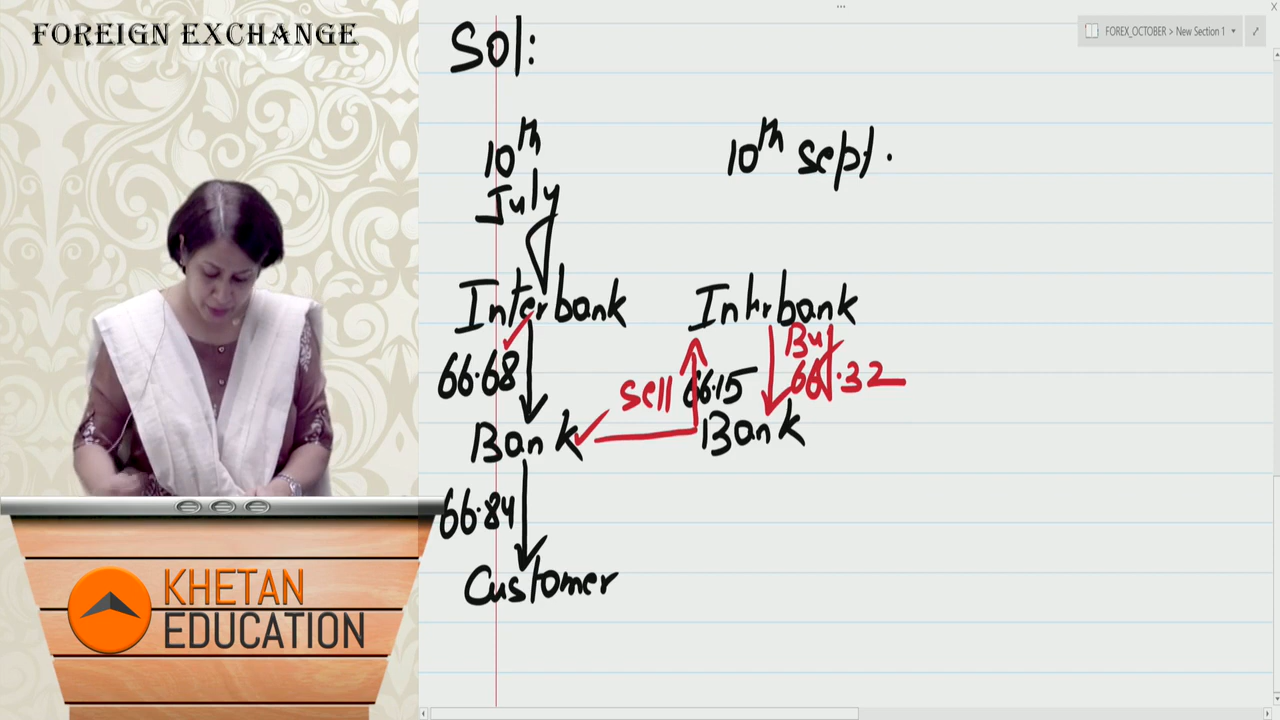 FOREIGN EXCHANGE
FOREX_OCTOBER > New Section 1
Sol:
10th July
10th sept.
Interbank
Intrbank
66.68
sell
66.15
Buy
66.32
Bank
Bank
66.84
Customer
KHETAN
EDUCATION